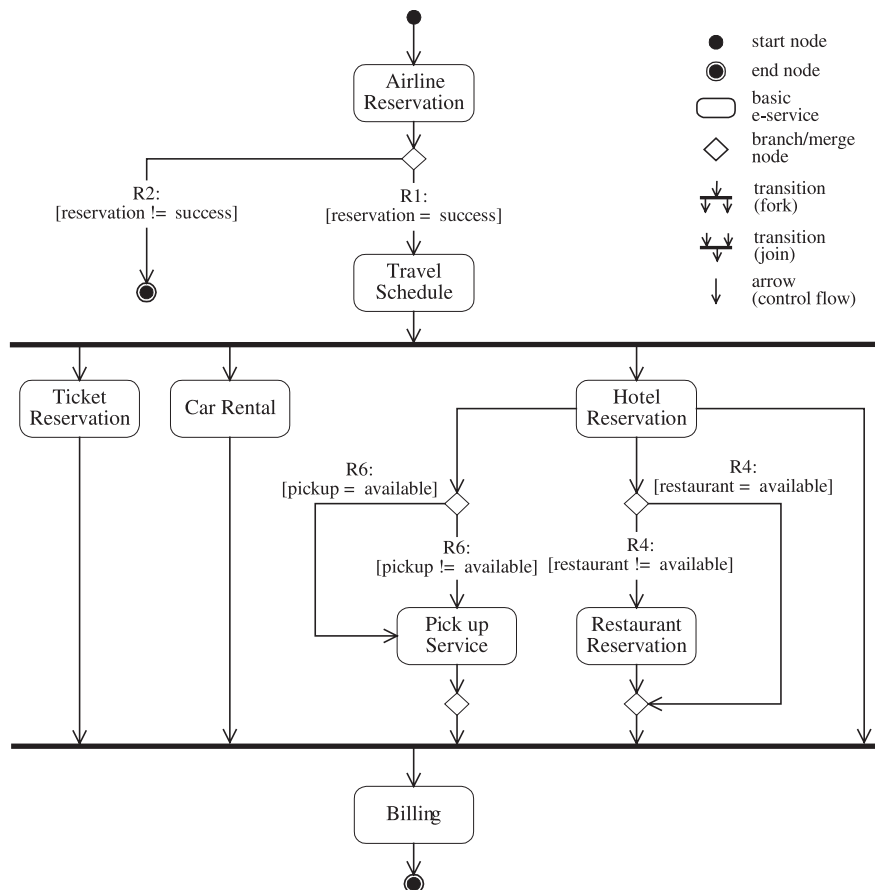 start node
end node
Airline
Reservation
basic
e-service
branch/merge
node
R2:
[reservation != success]
R1:
[reservation = success]
transition
(fork)
transition
(join)
Travel
Schedule
arrow
(control flow)
Ticket
Reservation
Car Rental
Hotel
Reservation
R6:
[pickup = available]
R4:
[restaurant = available]
R6:
[pickup != available]
R4:
[restaurant != available]
Pick up
Service
Restaurant
Reservation
Billing